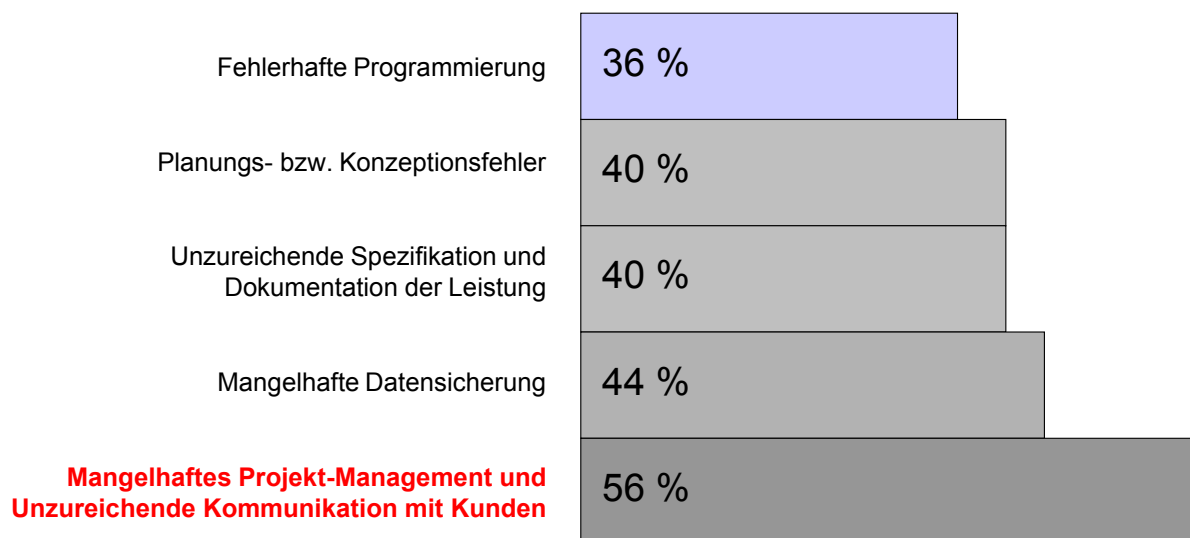 Fehlerhafte Programmierung
36 %
Planungs- bzw. Konzeptionsfehler
40 %
Unzureichende Spezifikation und
Dokumentation der Leistung
40 %
Mangelhafte Datensicherung
44 %
Mangelhaftes Projekt-Management und
Unzureichende Kommunikation mit Kunden
56 %